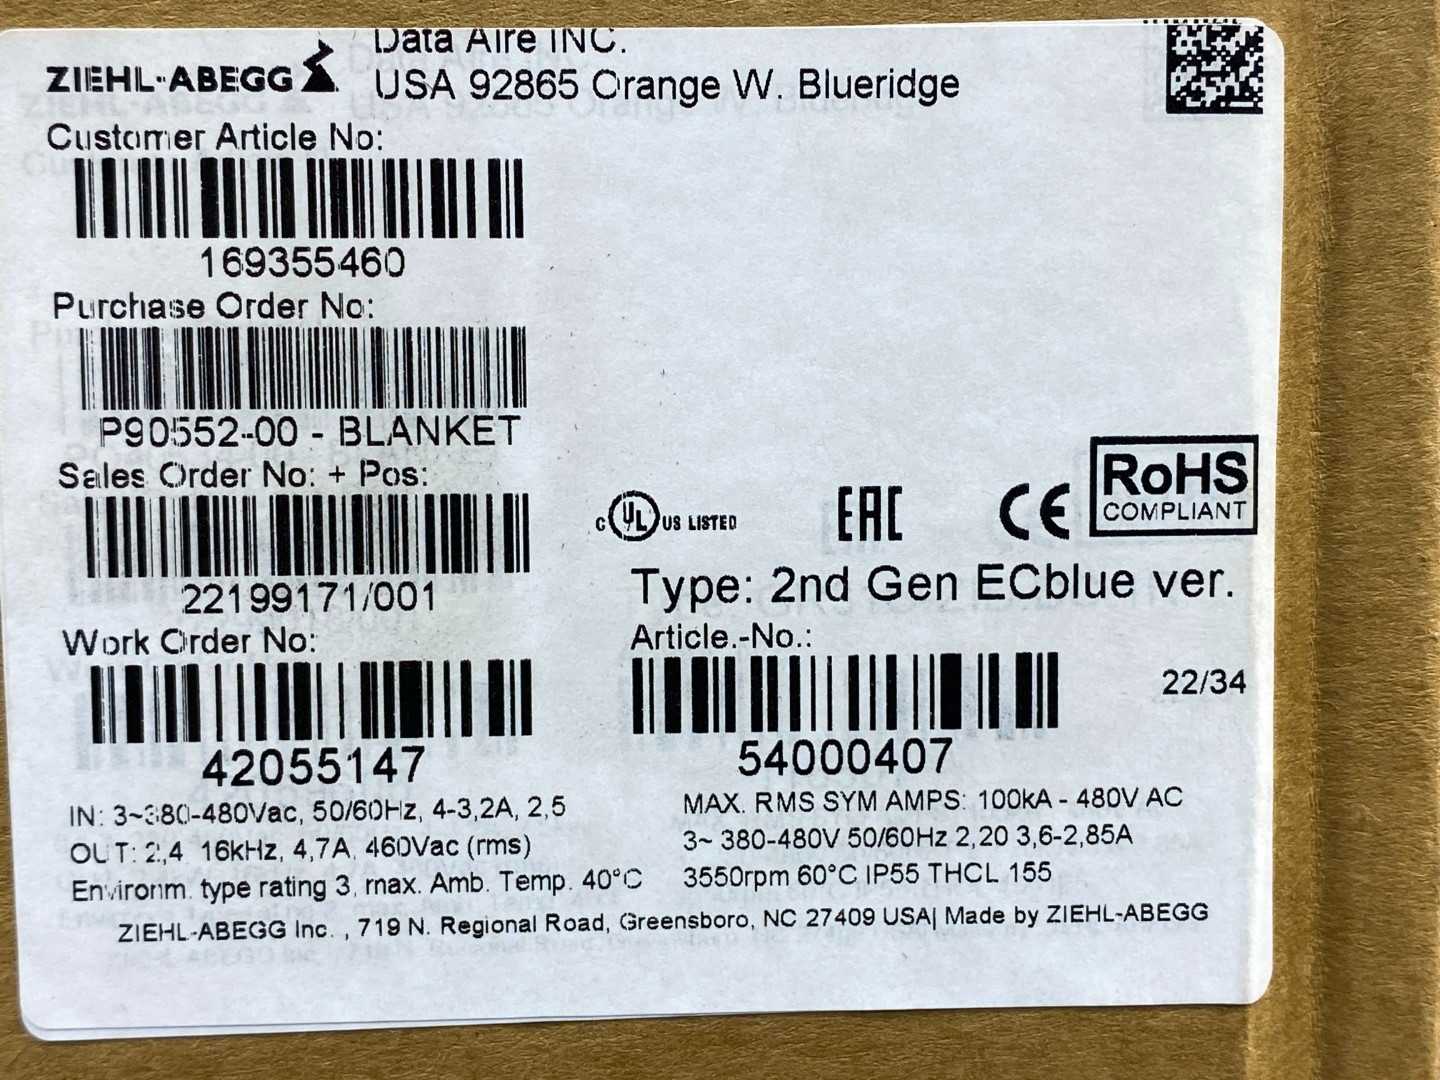 ZIEHL-ABEGG
Data Aire INC.
USA 92865 Orange W. Blueridge
Customer Article No:
169355460
Purchase Order No:
P90552-00 - BLANKET
Sales Order No: + Pos:
22199171/001
Work Order No:
42055147
IN: 3~380-480Vac, 50/60Hz, 4-3,2A, 2,5
OUT: 2,4 16kHz, 4,7A, 460Vac (rms)
Environm. type rating 3, max. Amb. Temp. 40°C
c UL US LISTED
EAC
CE
RoHS
COMPLIANT
Type: 2nd Gen ECblue ver.
Article.-No.:
22/34
54000407
MAX. RMS SYM AMPS: 100kA - 480V AC
3~ 380-480V 50/60Hz 2,20 3,6-2,85A
3550rpm 60°C IP55 THCL 155
ZIEHL-ABEGG Inc. , 719 N. Regional Road, Greensboro, NC 27409 USA| Made by ZIEHL-ABEGG